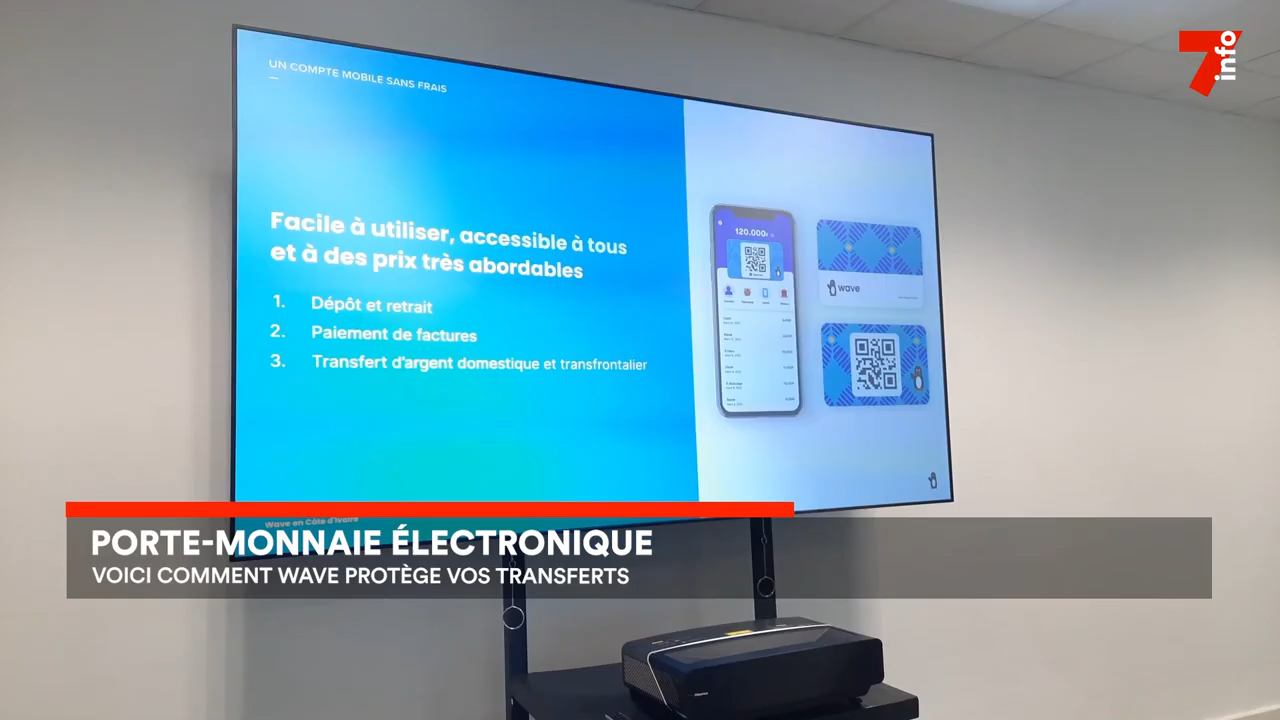 7
info
UN COMPTE MOBILE SANS FRAIS
Facile à utiliser, accessible à tous
et à des prix très abordables
1. Dépôt et retrait
2. Paiement de factures
3. Transfert d'argent domestique et transfrontalier
120.000F
wave
Wave en Côte d'Ivoire
PORTE-MONNAIE ÉLECTRONIQUE
VOICI COMMENT WAVE PROTÈGE VOS TRANSFERTS